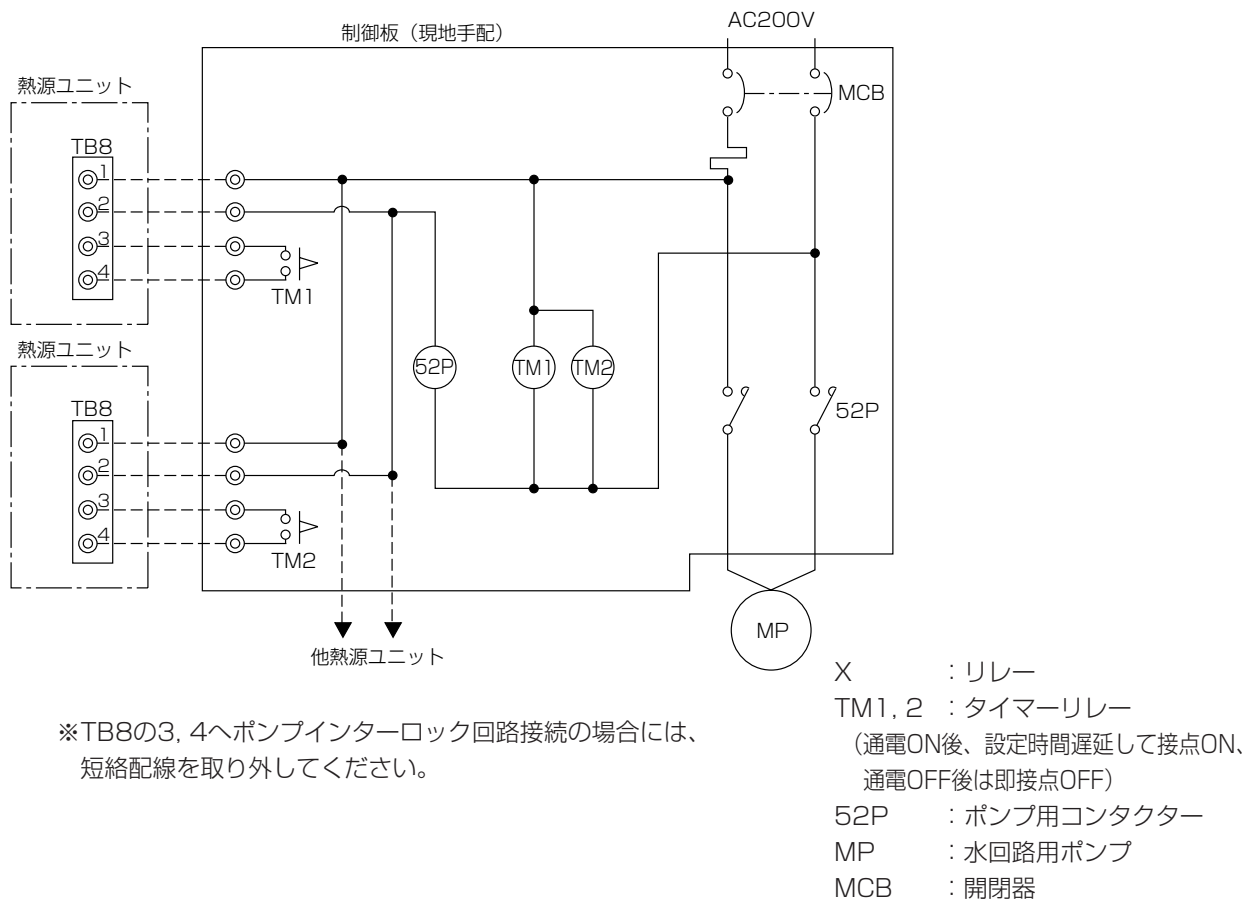 AC200V
制御板（現地手配）
MCB
熱源ユニット
TB8
1
2
3
4
TM1
52P
TM1
TM2
52P
熱源ユニット
TB8
1
2
3
4
TM2
MP
他熱源ユニット
※TB8の3, 4へポンプインターロック回路接続の場合には、
短絡配線を取り外してください。
X ：リレー
TM1, 2 ：タイマーリレー
（通電ON後、設定時間遅延して接点ON、
通電OFF後は即接点OFF）
52P ：ポンプ用コンタクター
MP ：水回路用ポンプ
MCB ：開閉器